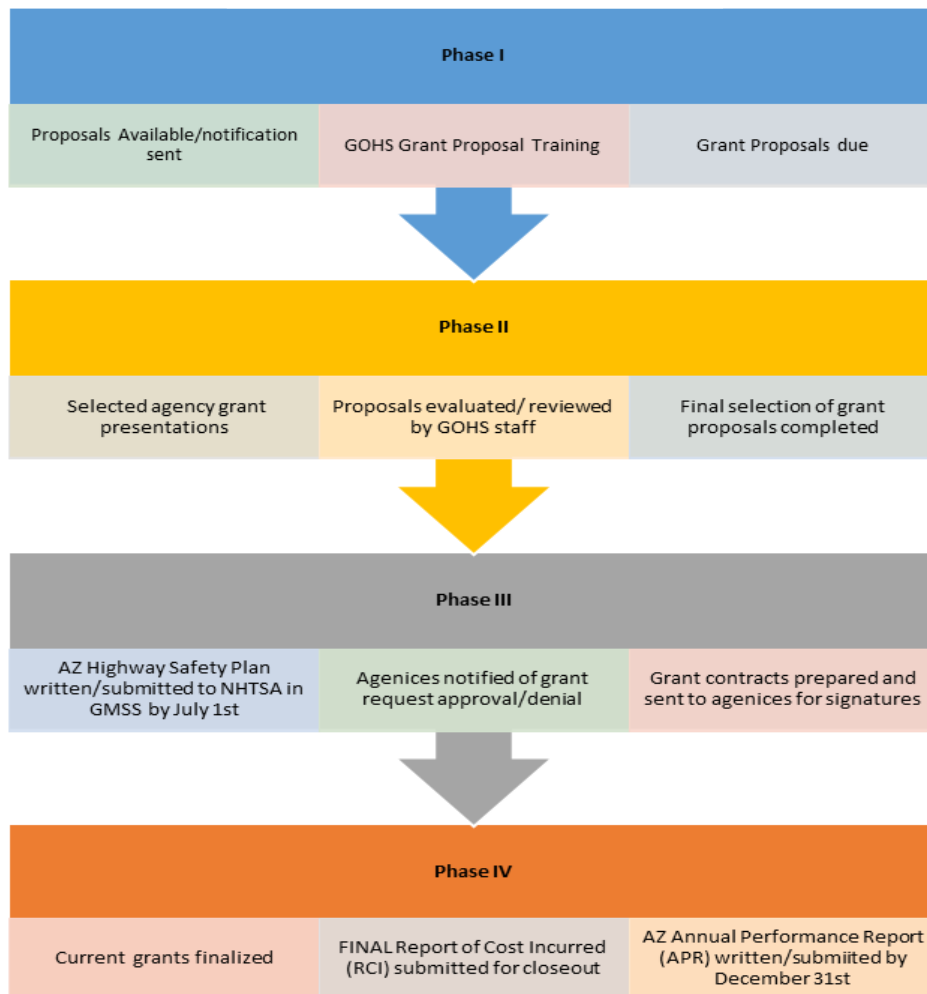 Phase I
Proposals Available/notification
sent
GOHS Grant Proposal Training
Grant Proposals due
Phase II
Selected agency grant
presentations
Proposals evaluated/ reviewed
by GOHS staff
Final selection of grant
proposals completed
Phase III
AZ Highway Safety Plan
written/submitted to NHTSA in
GMSS by July 1st
Agenices notified of grant
request approval/denial
Grant contracts prepared and
sent to agenices for signatures
Phase IV
Current grants finalized
FINAL Report of Cost Incurred
(RCI) submitted for closeout
AZ Annual Performance Report
(APR) written/submiited by
December 31st